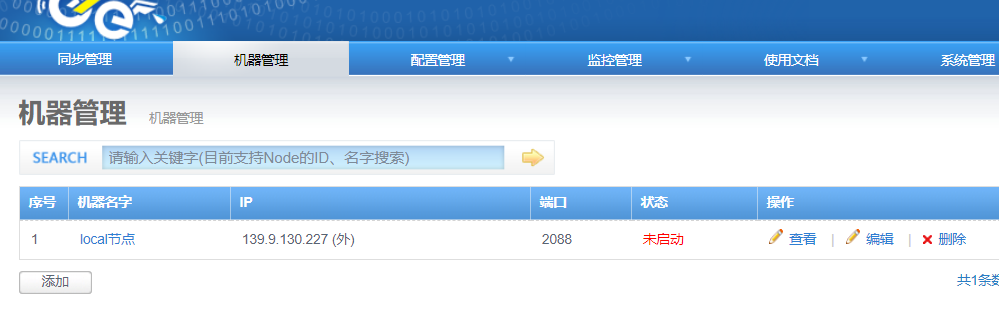 同步管理 机器管理 配置管理 监控管理 使用文档 系统管理
机器管理 机器管理
SEARCH 请输入关键字(目前支持Node的ID、名字搜索)
序号 机器名字 IP 端口 状态 操作
1 local节点 139.9.130.227 (外) 2088 未启动 查看 | 编辑 | 删除
添加 共1条